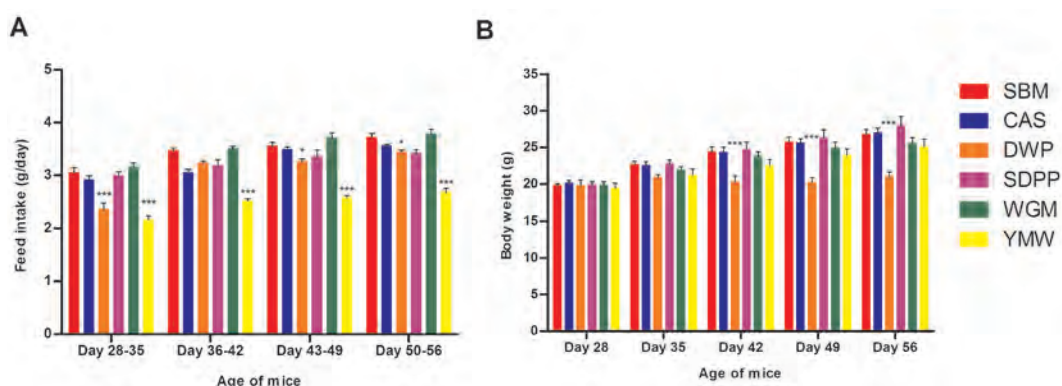 A
Feed intake (g/day)
5
4
3
2
1
0
***
***
***
*
***
*
***
Day 28-35
Day 36-42
Day 43-49
Day 50-56
Age of mice
B
Body weight (g)
35
30
25
20
15
10
5
0
***
***
***
Day 28
Day 35
Day 42
Day 49
Day 56
Age of mice
SBM
CAS
DWP
SDPP
WGM
YMW